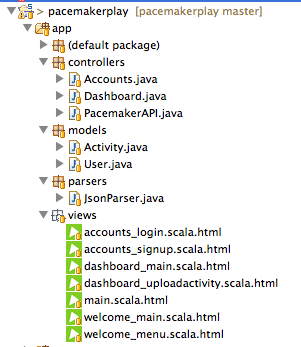 > pacemakerplay [pacemakerplay master]
app
(default package)
controllers
Accounts.java
Dashboard.java
PacemakerAPI.java
models
Activity.java
User.java
parsers
JsonParser.java
views
accounts_login.scala.html
accounts_signup.scala.html
dashboard_main.scala.html
dashboard_uploadactivity.scala.html
main.scala.html
welcome_main.scala.html
welcome_menu.scala.html